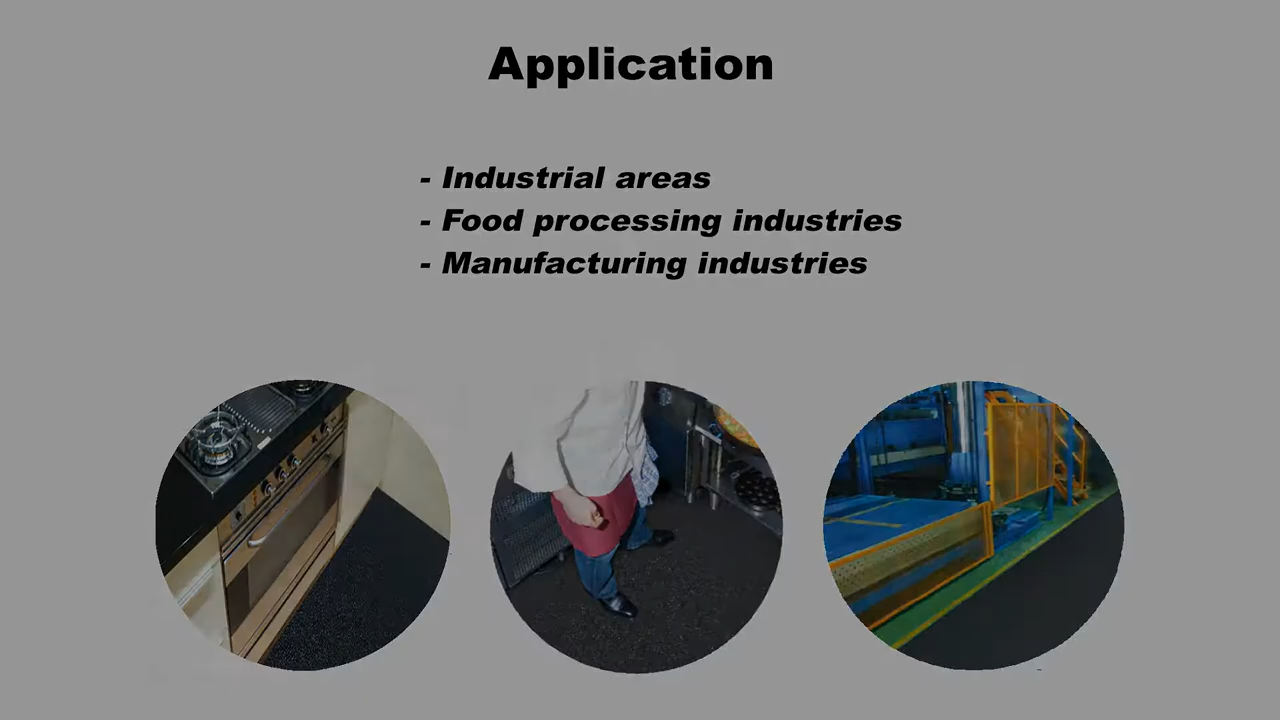 Application
- Industrial areas
- Food processing industries
- Manufacturing industries